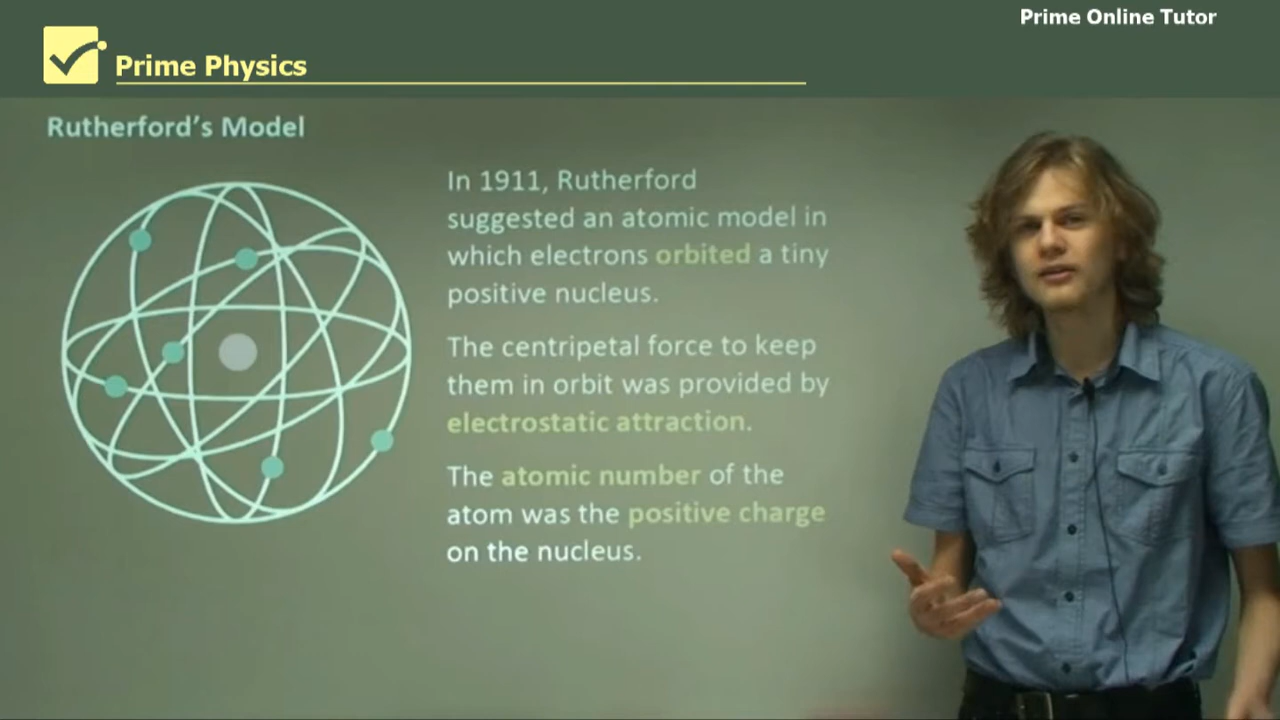 Prime Online Tutor
Prime Physics
Rutherford’s Model
In 1911, Rutherford
suggested an atomic model in
which electrons orbited a tiny
positive nucleus.
The centripetal force to keep
them in orbit was provided by
electrostatic attraction.
The atomic number of the
atom was the positive charge
on the nucleus.